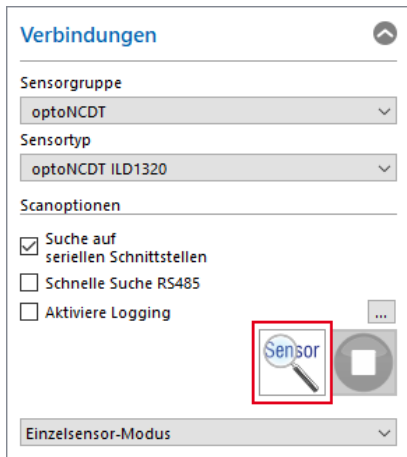 Verbindungen
Sensorgruppe
optoNCDT
Sensortyp
optoNCDT ILD1320
Scanoptionen
Suche auf
seriellen Schnittstellen
Schnelle Suche RS485
Aktiviere Logging
...
Sensor
Einzelsensor-Modus